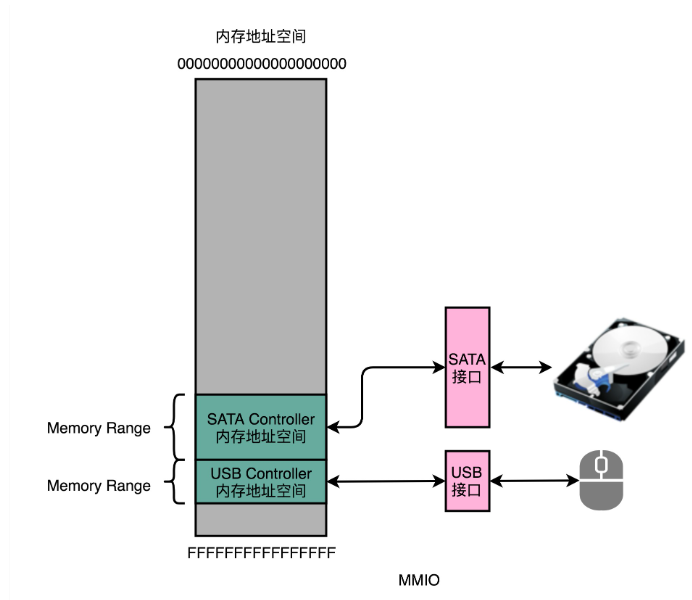 内存地址空间
00000000000000000000
SATA Controller
内存地址空间
Memory Range
USB Controller
内存地址空间
Memory Range
FFFFFFFFFFFFFFFF
SATA
接口
USB
接口
MMIO